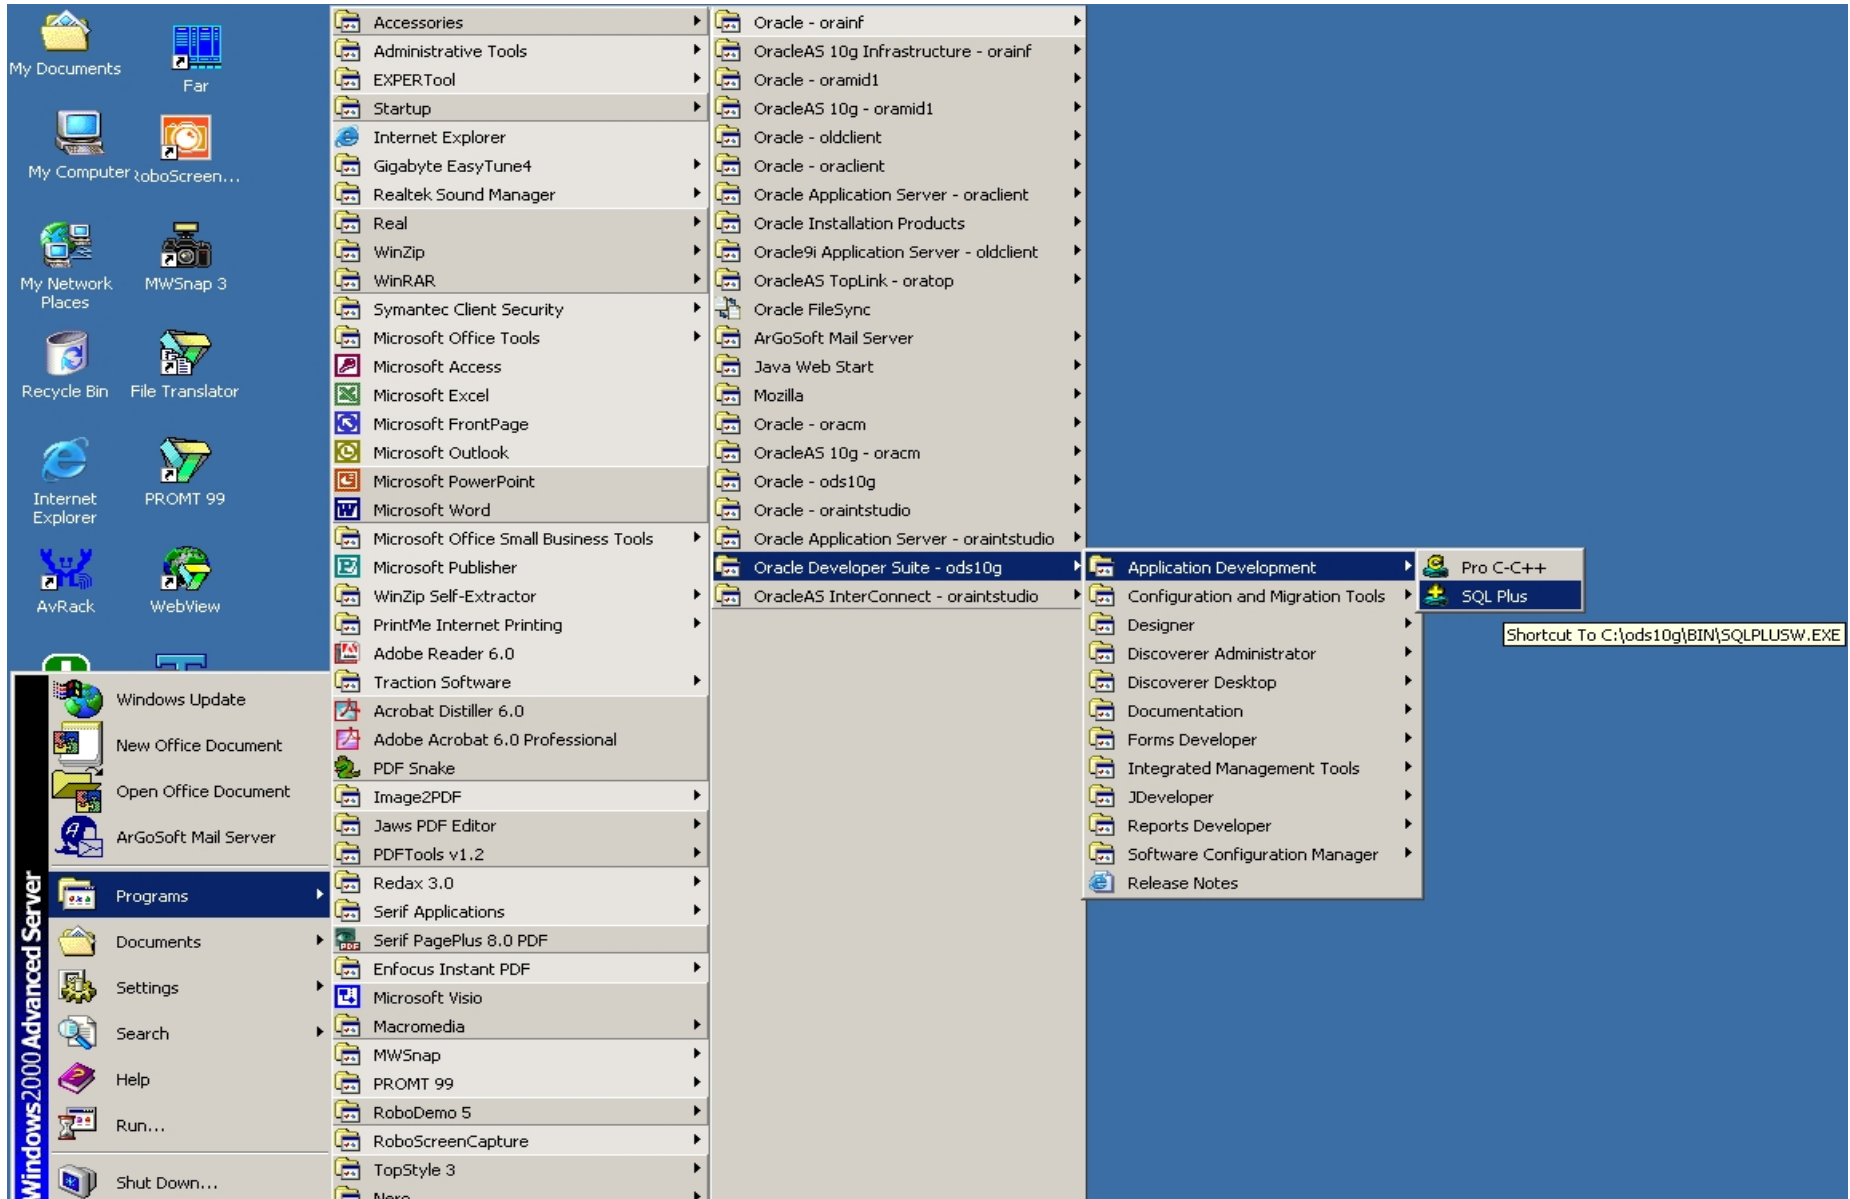 My Documents
Far
My Computer
oboScreen...
My Network
Places
MWSnap 3
Recycle Bin
File Translator
Internet
Explorer
PROMT 99
AvRack
WebView
Windows2000 Advanced Server
Windows Update
New Office Document
Open Office Document
ArGoSoft Mail Server
Programs
Documents
Settings
Search
Help
Run...
Shut Down...
Accessories
Administrative Tools
EXPERTool
Startup
Internet Explorer
Gigabyte EasyTune4
Realtek Sound Manager
Real
WinZip
WinRAR
Symantec Client Security
Microsoft Office Tools
Microsoft Access
Microsoft Excel
Microsoft FrontPage
Microsoft Outlook
Microsoft PowerPoint
Microsoft Word
Microsoft Office Small Business Tools
Microsoft Publisher
WinZip Self-Extractor
PrintMe Internet Printing
Adobe Reader 6.0
Traction Software
Acrobat Distiller 6.0
Adobe Acrobat 6.0 Professional
PDF Snake
Image2PDF
Jaws PDF Editor
PDFTools v1.2
Redax 3.0
Serif Applications
Serif PagePlus 8.0 PDF
Enfocus Instant PDF
Microsoft Visio
Macromedia
MWSnap
PROMT 99
RoboDemo 5
RoboScreenCapture
TopStyle 3
Nero
Oracle - orainf
OracleAS 10g Infrastructure - orainf
Oracle - oramid1
OracleAS 10g - oramid1
Oracle - oldclient
Oracle - oraclient
Oracle Application Server - oraclient
Oracle Installation Products
Oracle9i Application Server - oldclient
OracleAS TopLink - oratop
Oracle FileSync
ArGoSoft Mail Server
Java Web Start
Mozilla
Oracle - oracm
OracleAS 10g - oracm
Oracle - ods10g
Oracle - oraintstudio
Oracle Application Server - oraintstudio
Oracle Developer Suite - ods10g
OracleAS InterConnect - oraintstudio
Application Development
Configuration and Migration Tools
Designer
Discoverer Administrator
Discoverer Desktop
Documentation
Forms Developer
Integrated Management Tools
JDeveloper
Reports Developer
Software Configuration Manager
Release Notes
Pro C-C++
SQL Plus
Shortcut To C:\ods10g\BIN\SQLPLUSW.EXE